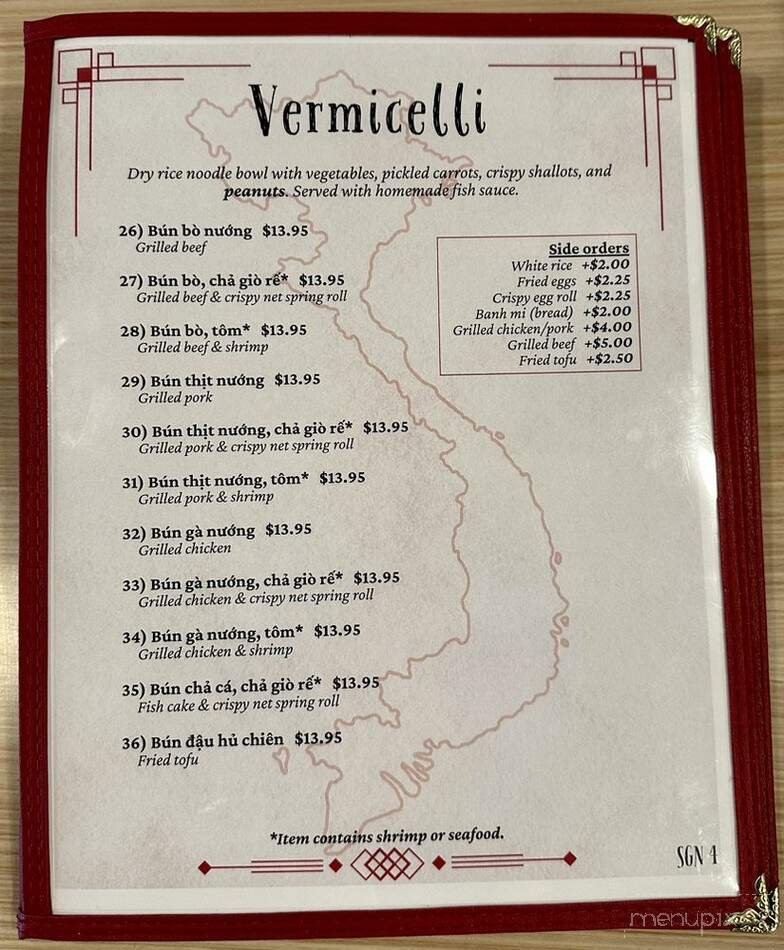 Vermicelli
Dry rice noodle bowl with vegetables, pickled carrots, crispy shallots, and
peanuts. Served with homemade fish sauce.
26) Bún bò nướng $13.95
Grilled beef
27) Bún bò, chả giò rế* $13.95
Grilled beef & crispy net spring roll
28) Bún bò, tôm* $13.95
Grilled beef & shrimp
29) Bún thịt nướng $13.95
Grilled pork
30) Bún thịt nướng, chả giò rế* $13.95
Grilled pork & crispy net spring roll
31) Bún thịt nướng, tôm* $13.95
Grilled pork & shrimp
32) Bún gà nướng $13.95
Grilled chicken
33) Bún gà nướng, chả giò rế* $13.95
Grilled chicken & crispy net spring roll
34) Bún gà nướng, tôm* $13.95
Grilled chicken & shrimp
35) Bún chả cá, chả giò rế* $13.95
Fish cake & crispy net spring roll
36) Bún đậu hủ chiên $13.95
Fried tofu
Side orders
White rice +$2.00
Fried eggs +$2.25
Crispy egg roll +$2.25
Banh mi (bread) +$2.00
Grilled chicken/pork +$4.00
Grilled beef +$5.00
Fried tofu +$2.50
*Item contains shrimp or seafood.
SGN 4